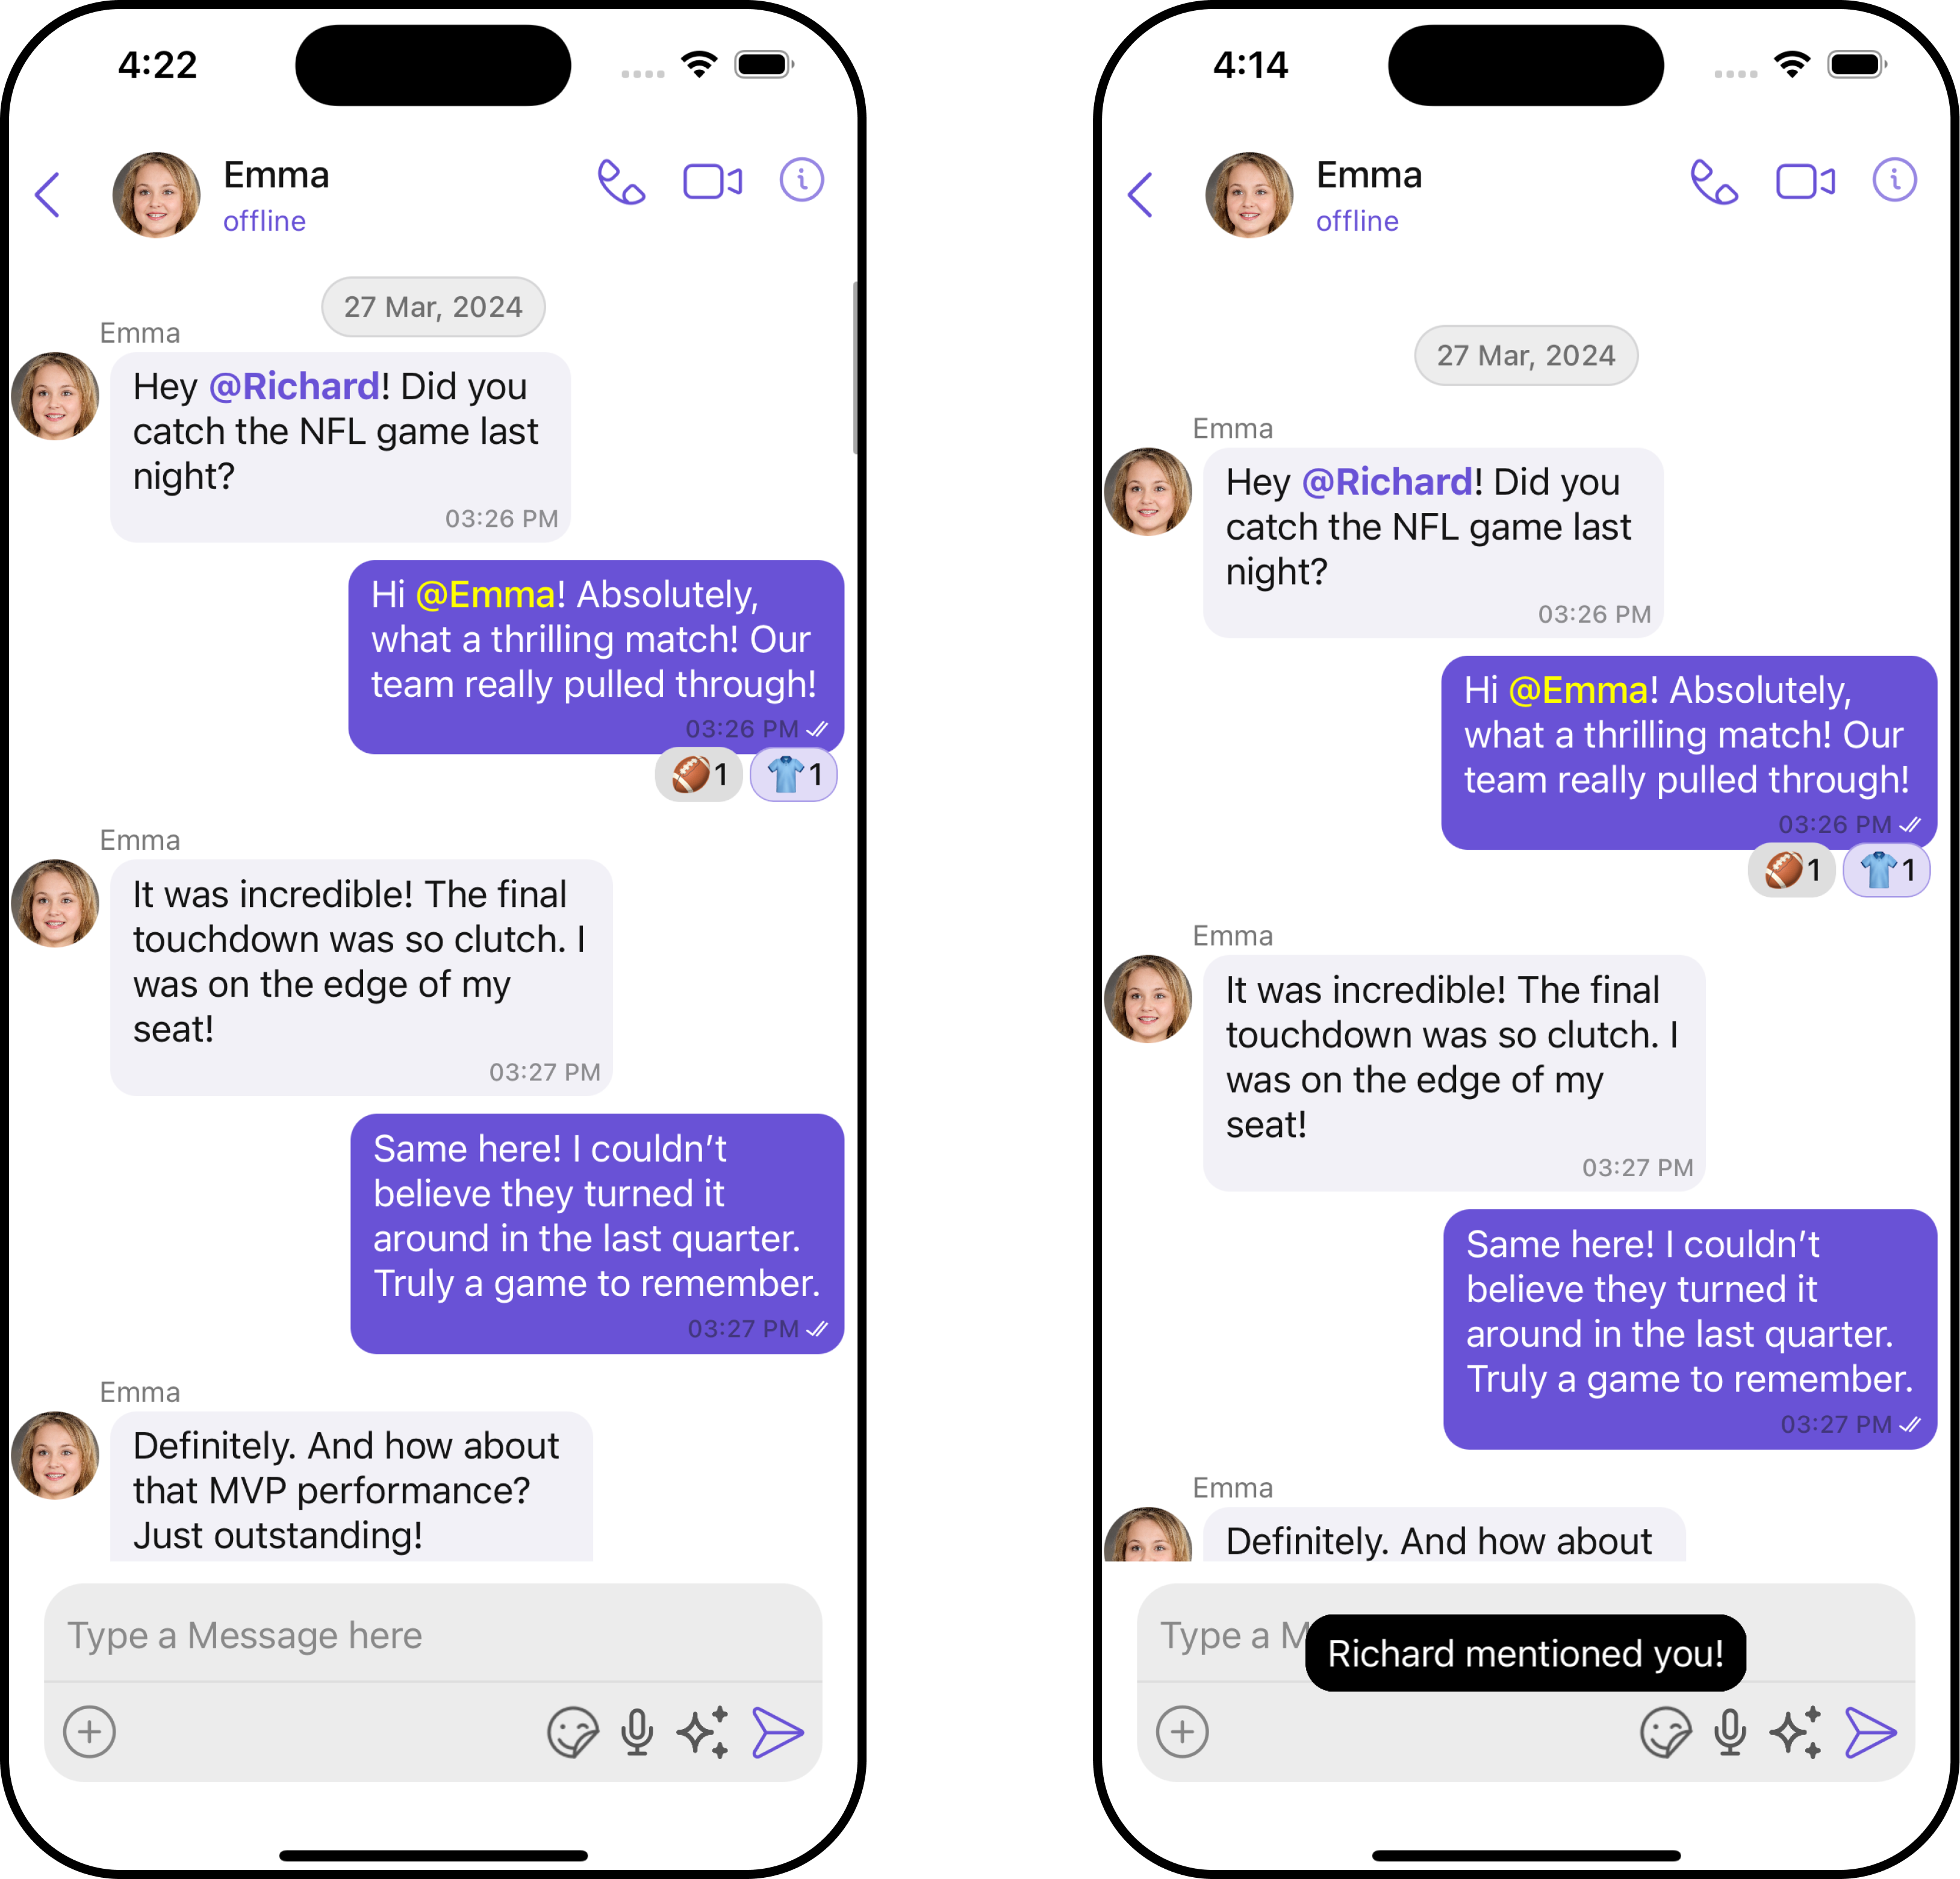 4:22
Emma
offline
27 Mar, 2024
Emma
Hey @Richard! Did you
catch the NFL game last
night?
03:26 PM
Hi @Emma! Absolutely,
what a thrilling match! Our
team really pulled through!
03:26 PM
1
1
Emma
It was incredible! The final
touchdown was so clutch. I
was on the edge of my
seat!
03:27 PM
Same here! I couldn’t
believe they turned it
around in the last quarter.
Truly a game to remember.
03:27 PM
Emma
Definitely. And how about
that MVP performance?
Just outstanding!
Type a Message here
4:14
Emma
offline
27 Mar, 2024
Emma
Hey @Richard! Did you
catch the NFL game last
night?
03:26 PM
Hi @Emma! Absolutely,
what a thrilling match! Our
team really pulled through!
03:26 PM
1
1
Emma
It was incredible! The final
touchdown was so clutch. I
was on the edge of my
seat!
03:27 PM
Same here! I couldn’t
believe they turned it
around in the last quarter.
Truly a game to remember.
03:27 PM
Emma
Definitely. And how about
Type a M
Richard mentioned you!